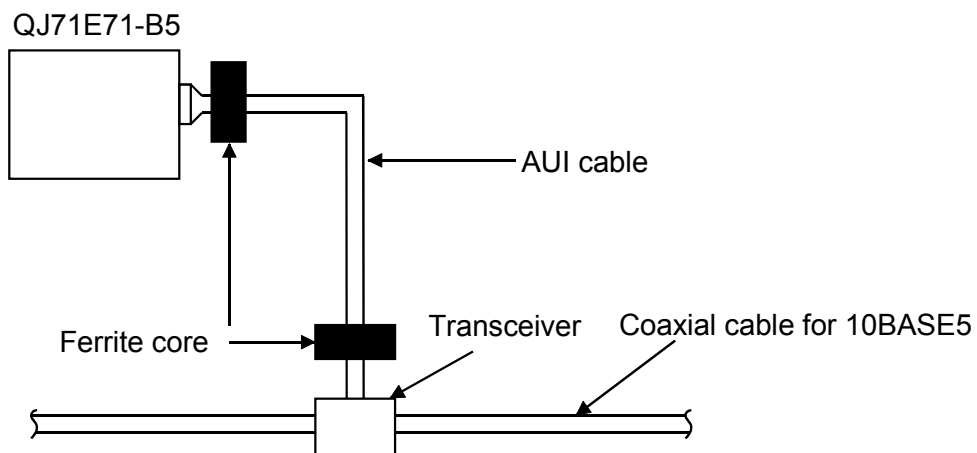 QJ71E71-B5
AUI cable
Ferrite core
Transceiver
Coaxial cable for 10BASE5